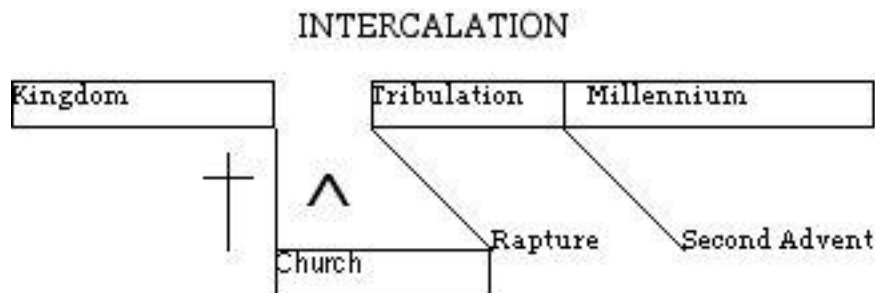 INTERCALATION
Kingdom Tribulation Millennium
^
Rapture Second Advent
Church